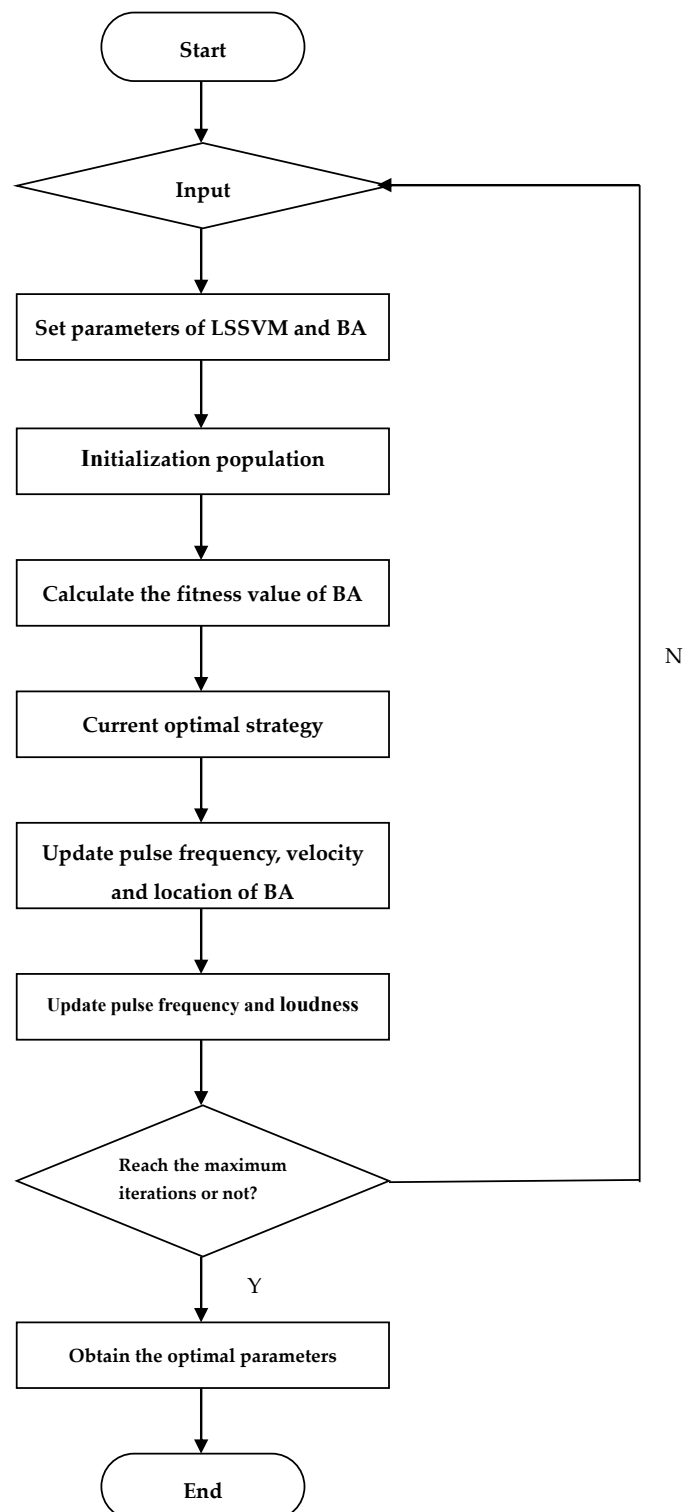 Start
Input
Set parameters of LSSVM and BA
Initialization population
Calculate the fitness value of BA
N
Current optimal strategy
Update pulse frequency, velocity
and location of BA
Update pulse frequency and loudness
Reach the maximum
iterations or not?
Y
Obtain the optimal parameters
End